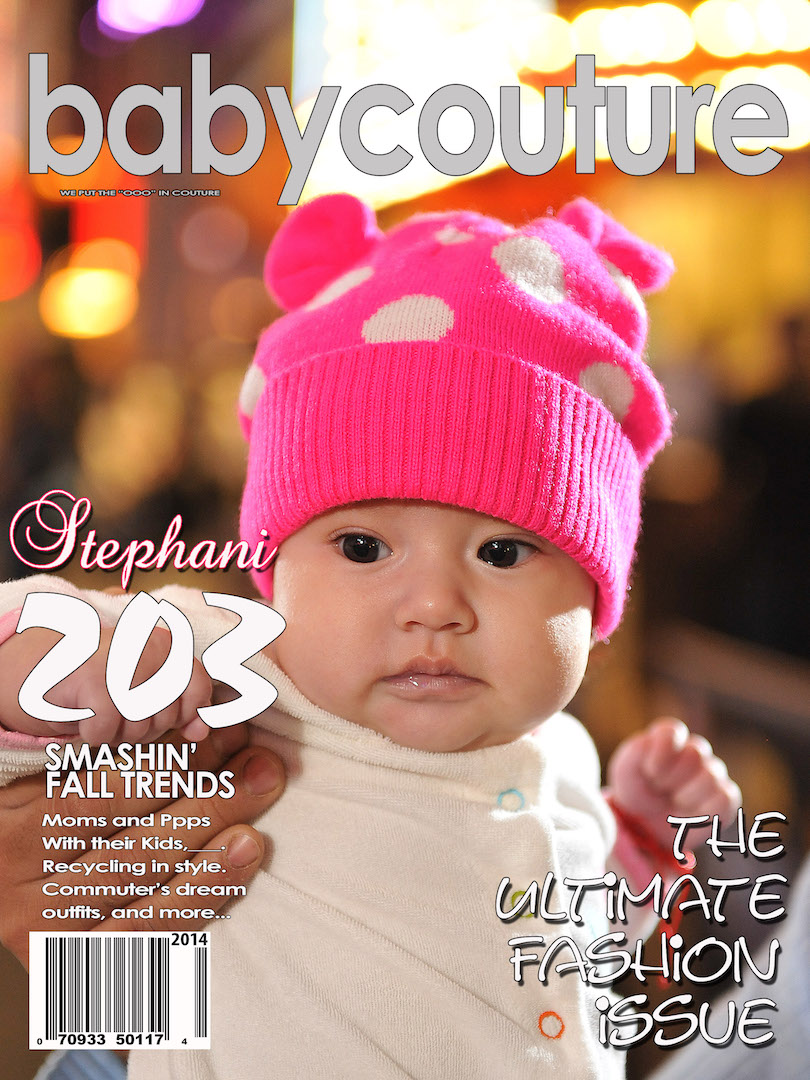 babycouture
WE PUT THE "OOO" IN COUTURE
Stephani
203
SMASHIN'
FALL TRENDS
Moms and Ppps
With their Kids,___.
Recycling in style.
Commuter's dream
outfits, and more...
THE
ULTiMATE
FASHiON
iSSUE
2014
0 70933 50117 4